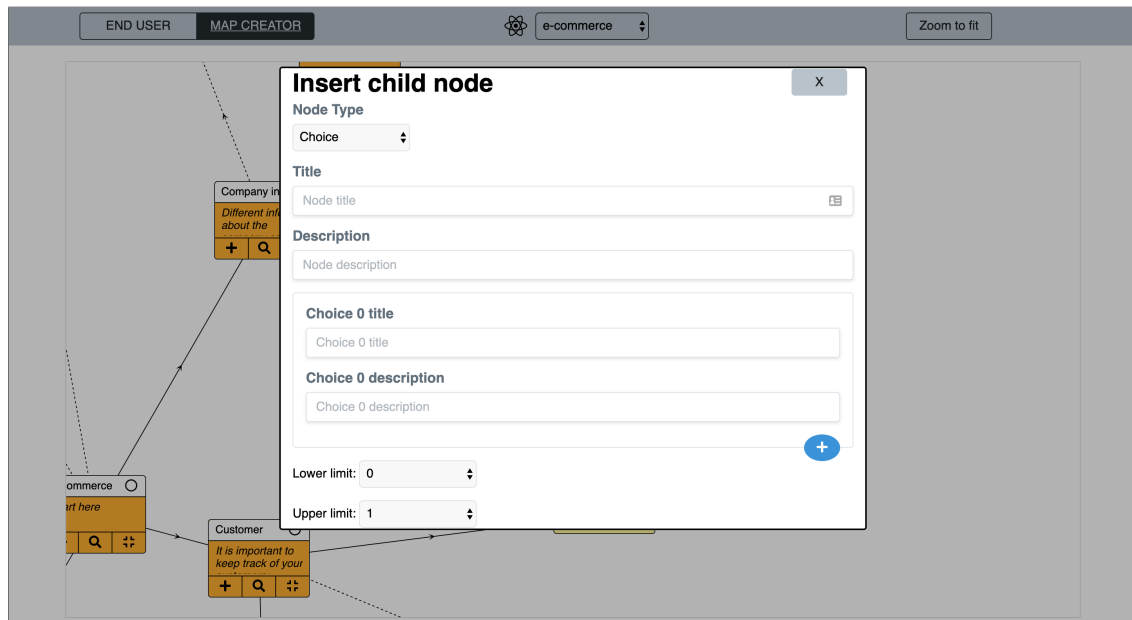 END USER
MAP CREATOR
e-commerce
Zoom to fit
Insert child node
X
Node Type
Choice
Title
Node title
Description
Node description
Choice 0 title
Choice 0 title
Choice 0 description
Choice 0 description
+
Lower limit: 0
Upper limit: 1
Company in
Different inf
about the
ommerce
art here
Customer
It is important to
keep track of your